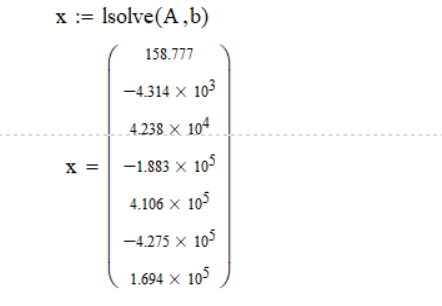 x := lsolve(A,b)
158.777
−4.314 × 10³
4.238 × 10⁴
x = −1.883 × 10⁵
4.106 × 10⁵
−4.275 × 10⁵
1.694 × 10⁵